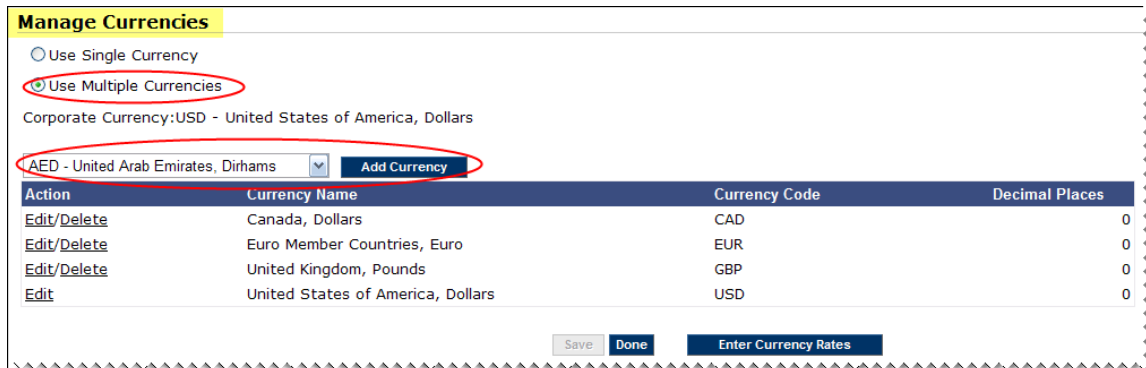 Manage Currencies
Use Single Currency
Use Multiple Currencies
Corporate Currency:USD - United States of America, Dollars
AED - United Arab Emirates, Dirhams Add Currency
Action Currency Name Currency Code Decimal Places
Edit/Delete Canada, Dollars CAD 0
Edit/Delete Euro Member Countries, Euro EUR 0
Edit/Delete United Kingdom, Pounds GBP 0
Edit United States of America, Dollars USD 0
Save Done Enter Currency Rates